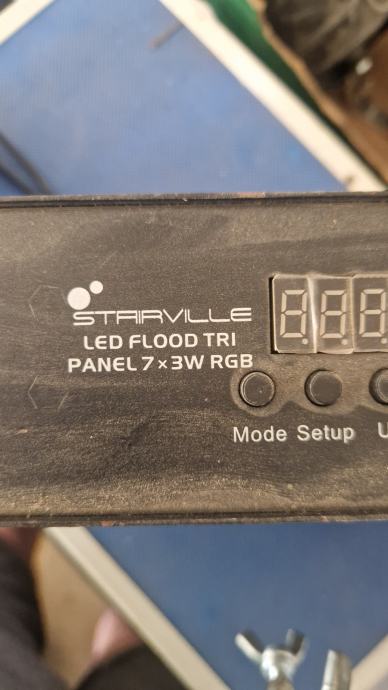 STAIRVILLE
LED FLOOD TRI
PANEL 7×3W RGB
Mode Setup U